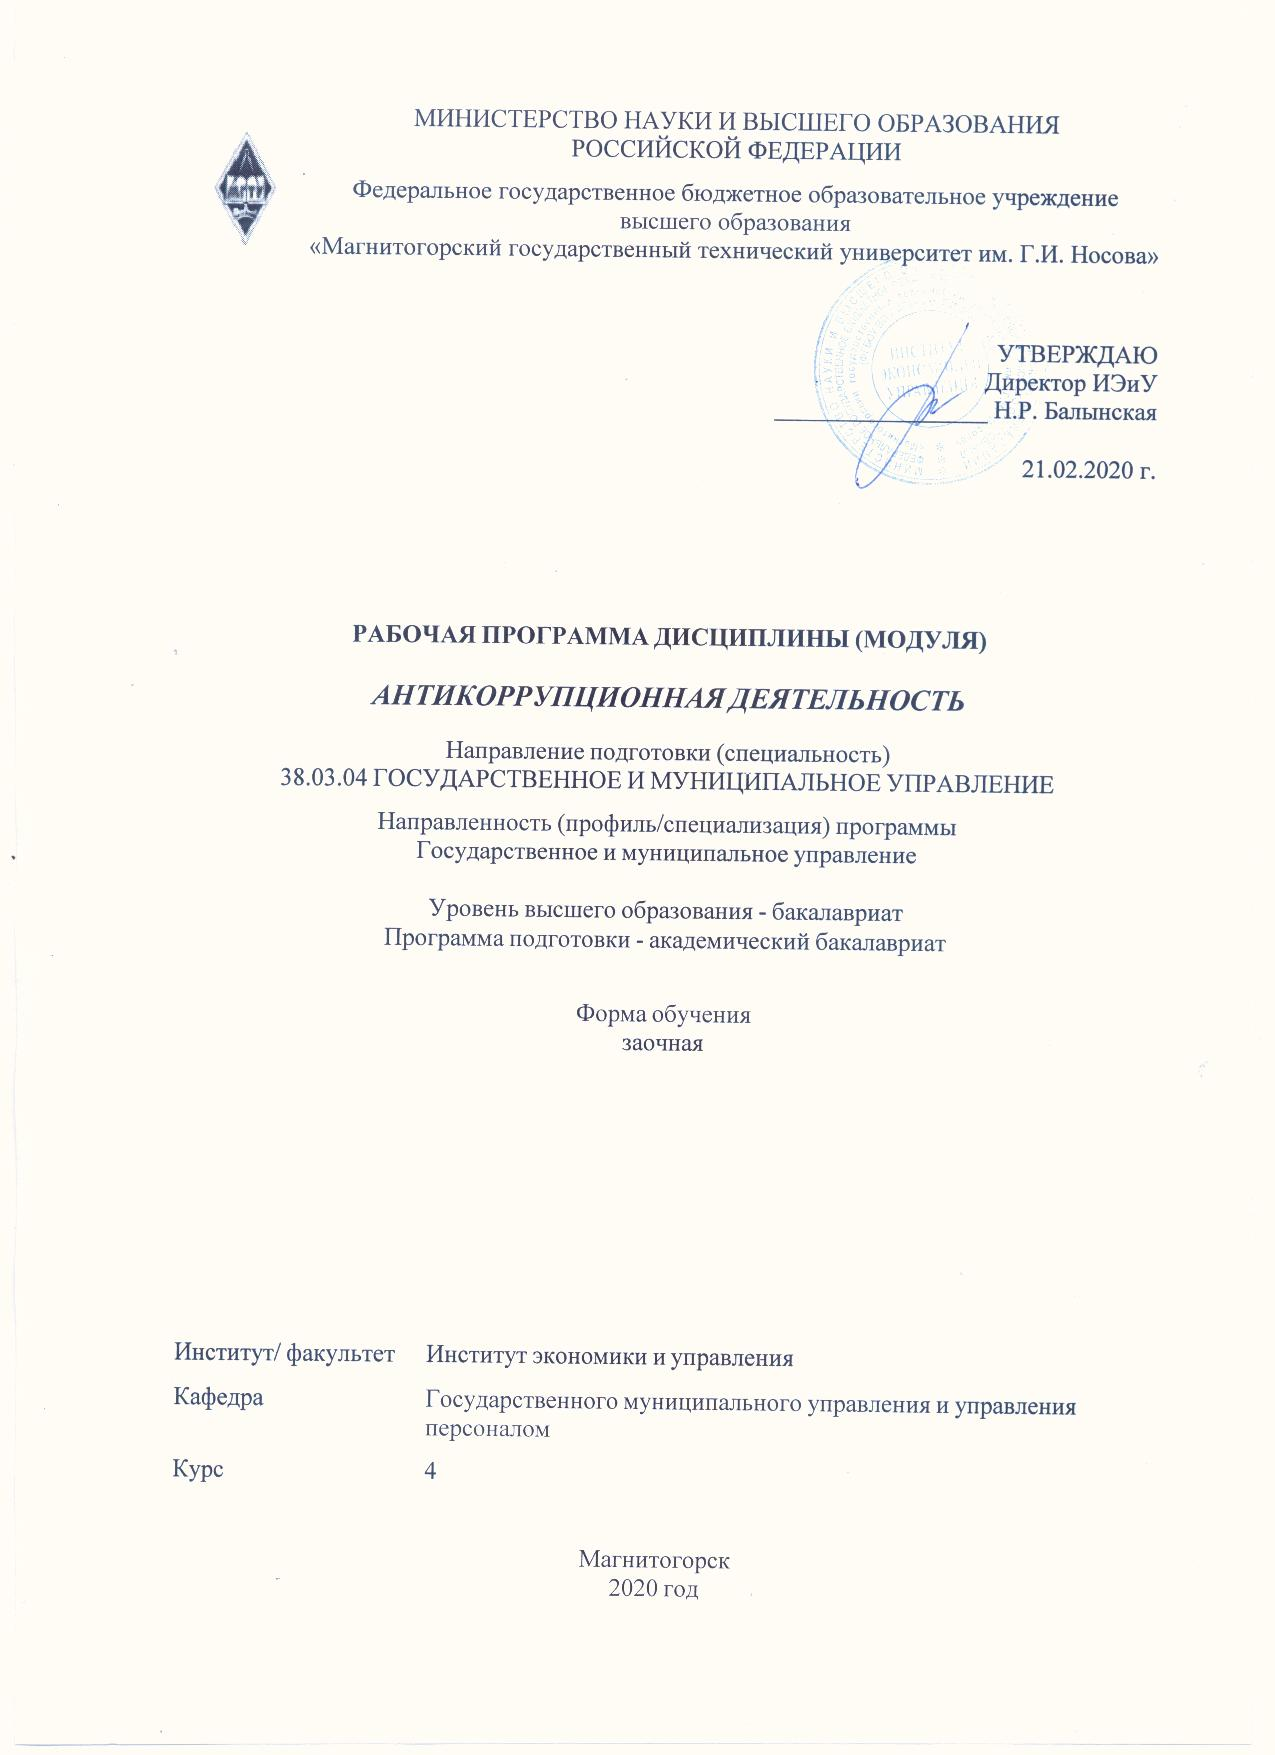 МИНИСТЕРСТВО НАУКИ И ВЫСШЕГО ОБРАЗОВАНИЯ
РОССИЙСКОЙ ФЕДЕРАЦИИ
Федеральное государственное бюджетное образовательное учреждение
высшего образования
«Магнитогорский государственный технический университет им. Г.И. Носова»
МГТУ
УТВЕРЖДАЮ
Директор ИЭиУ
Н.Р. Балынская
21.02.2020 г.
РАБОЧАЯ ПРОГРАММА ДИСЦИПЛИНЫ (МОДУЛЯ)
АНТИКОРРУПЦИОННАЯ ДЕЯТЕЛЬНОСТЬ
Направление подготовки (специальность)
38.03.04 ГОСУДАРСТВЕННОЕ И МУНИЦИПАЛЬНОЕ УПРАВЛЕНИЕ
Направленность (профиль/специализация) программы
Государственное и муниципальное управление
Уровень высшего образования - бакалавриат
Программа подготовки - академический бакалавриат
Форма обучения
заочная
Институт/ факультет Институт экономики и управления
Кафедра Государственного муниципального управления и управления
персоналом
Курс 4
Магнитогорск
2020 год